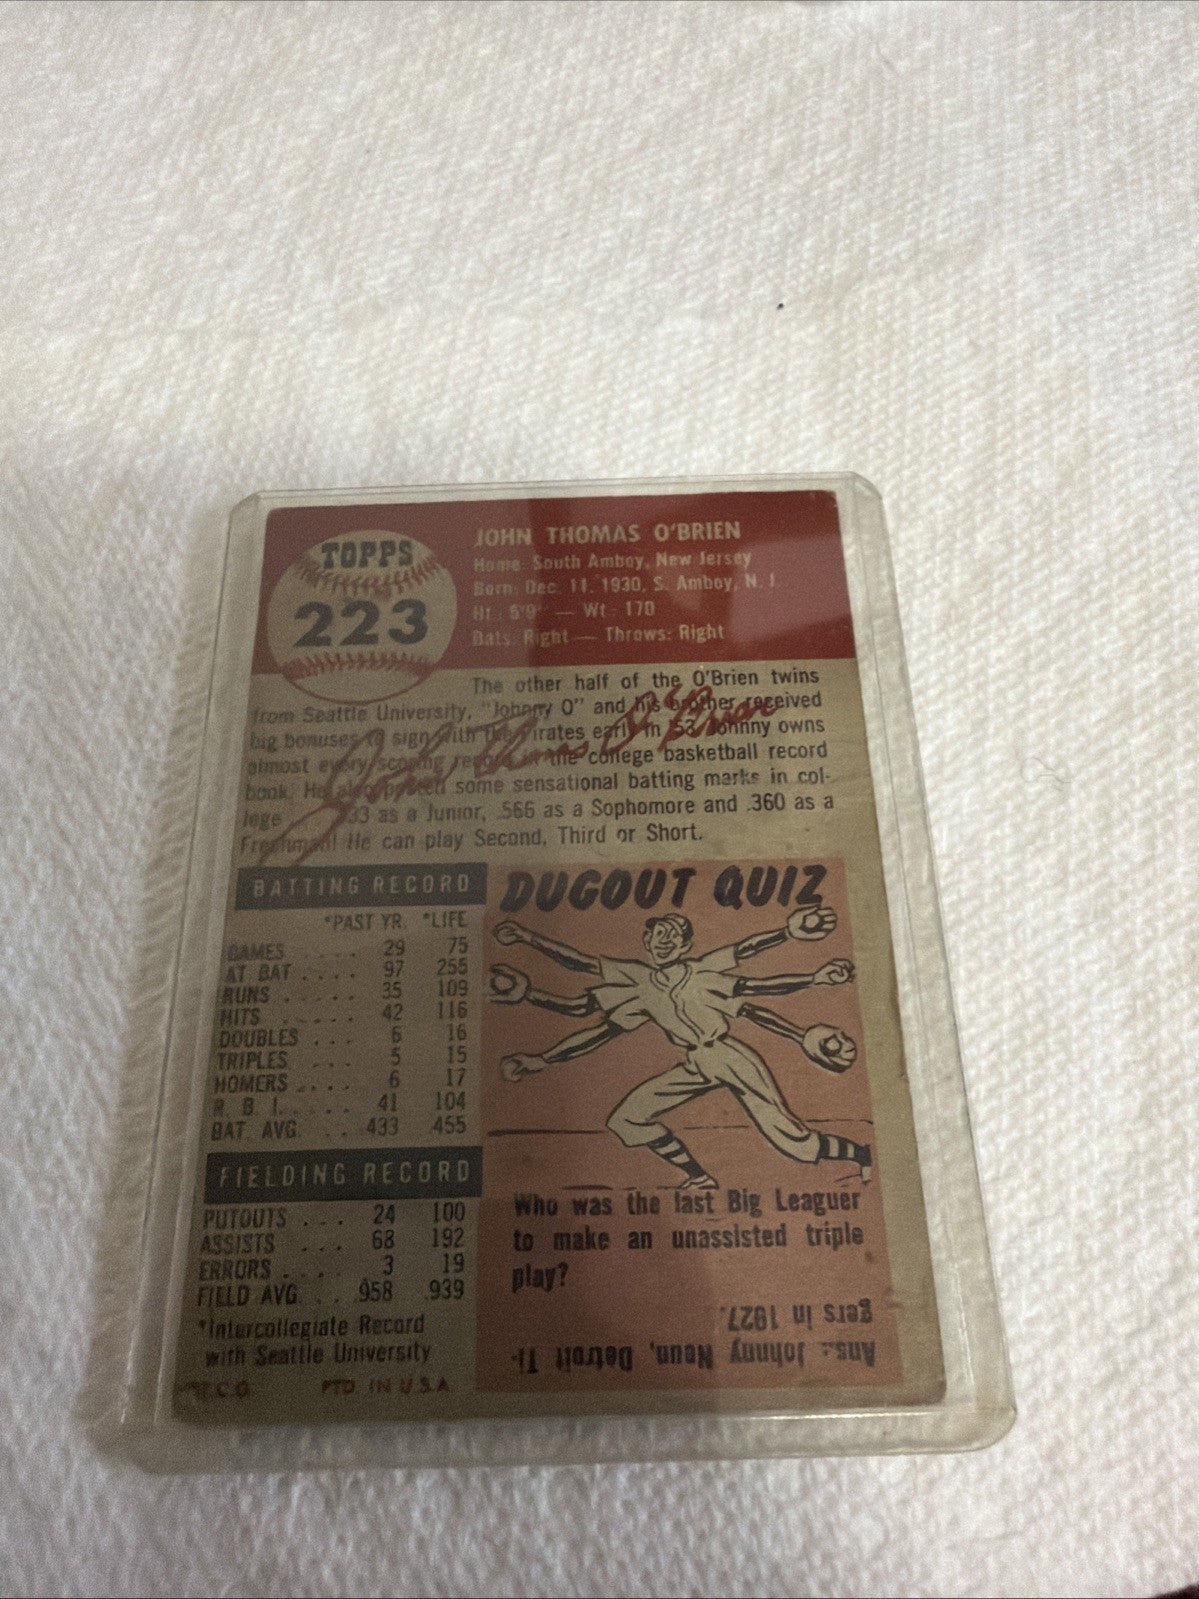 TOPPS
223
JOHN THOMAS O'BRIEN
Home: South Amboy, New Jersey
Born: Dec. 11, 1930, S. Amboy, N. J.
Ht: 5'9" — Wt: 170
Bats: Right — Throws: Right
The other half of the O'Brien twins
from Seattle University, "Johnny O" and his brother received
big bonuses to sign with the Pirates early in '53. Johnny owns
almost every scoring record in the college basketball record
book. He also posted some sensational batting marks in col-
lege 33 as a Junior, .566 as a Sophomore and .360 as a
Freshman! He can play Second, Third or Short.
John Thomas O'Brien
BATTING RECORD
*PAST YR. *LIFE
GAMES . . . . 29 75
AT BAT . . . . 97 255
RUNS . . . . . 35 109
HITS . . . . . 42 116
DOUBLES . . . 6 16
TRIPLES . . . 5 15
HOMERS . . . . 6 17
R. B. I. . . . . . 41 104
BAT. AVG. . . .433 .455
FIELDING RECORD
PUTOUTS . . . 24 100
ASSISTS . . . 68 192
ERRORS . . . . 3 19
FIELD AVG. . . .958 .939
*Intercollegiate Record
with Seattle University
T.C.G. PTD. IN U.S.A.
DUGOUT QUIZ
Who was the last Big Leaguer
to make an unassisted triple
play?
Ans.: Johnny Neun, Detroit Ti-
gers in 1927.